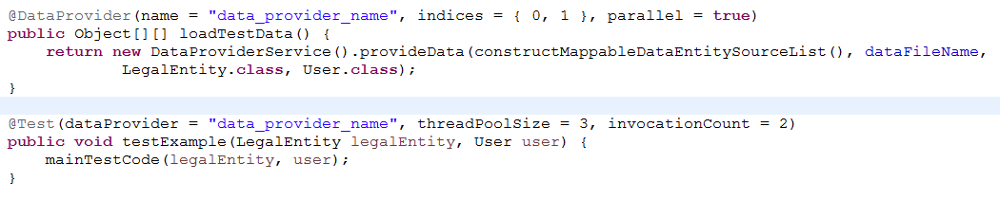 @DataProvider(name = "data_provider_name", indices = { 0, 1 }, parallel = true)
public Object[][] loadTestData() {
    return new DataProviderService().provideData(constructMappableDataEntitySourceList(), dataFileName,
            LegalEntity.class, User.class);
}
@Test(dataProvider = "data_provider_name", threadPoolSize = 3, invocationCount = 2)
public void testExample(LegalEntity legalEntity, User user) {
    mainTestCode(legalEntity, user);
}